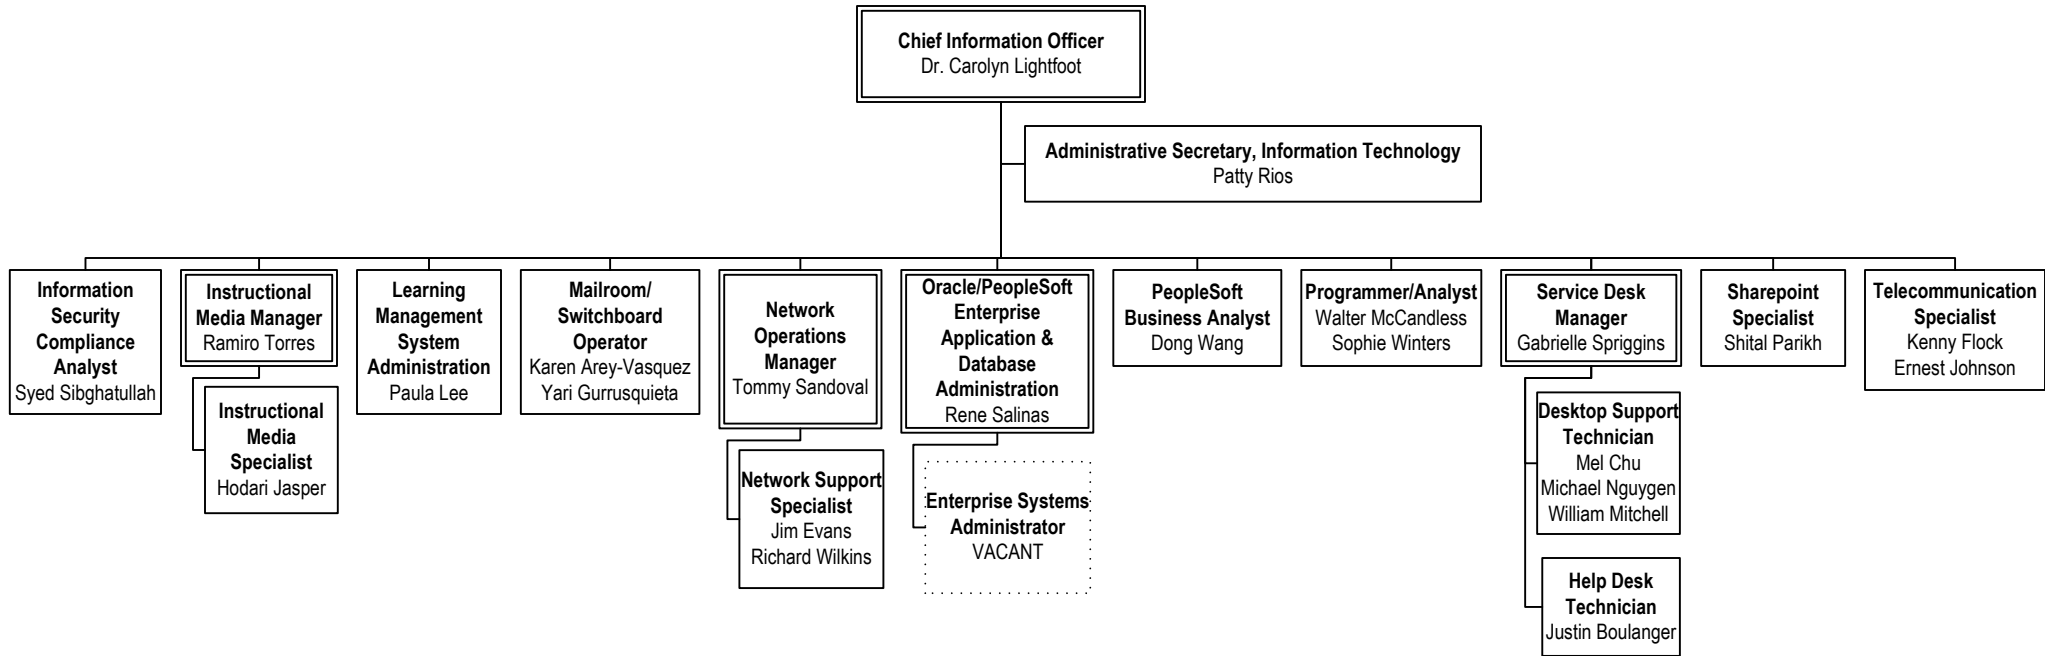 Chief Information Officer
Dr. Carolyn Lightfoot
Administrative Secretary, Information Technology
Patty Rios
Information
Security
Compliance
Analyst
Syed Sibghatullah
Instructional
Media Manager
Ramiro Torres
Instructional
Media
Specialist
Hodari Jasper
Learning
Management
System
Administration
Paula Lee
Mailroom/
Switchboard
Operator
Karen Arey-Vasquez
Yari Gurrusquieta
Network
Operations
Manager
Tommy Sandoval
Network Support
Specialist
Jim Evans
Richard Wilkins
Oracle/PeopleSoft
Enterprise
Application &
Database
Administration
Rene Salinas
Enterprise Systems
Administrator
VACANT
PeopleSoft
Business Analyst
Dong Wang
Programmer/Analyst
Walter McCandless
Sophie Winters
Service Desk
Manager
Gabrielle Spriggins
Desktop Support
Technician
Mel Chu
Michael Nguygen
William Mitchell
Help Desk
Technician
Justin Boulanger
Sharepoint
Specialist
Shital Parikh
Telecommunication
Specialist
Kenny Flock
Ernest Johnson